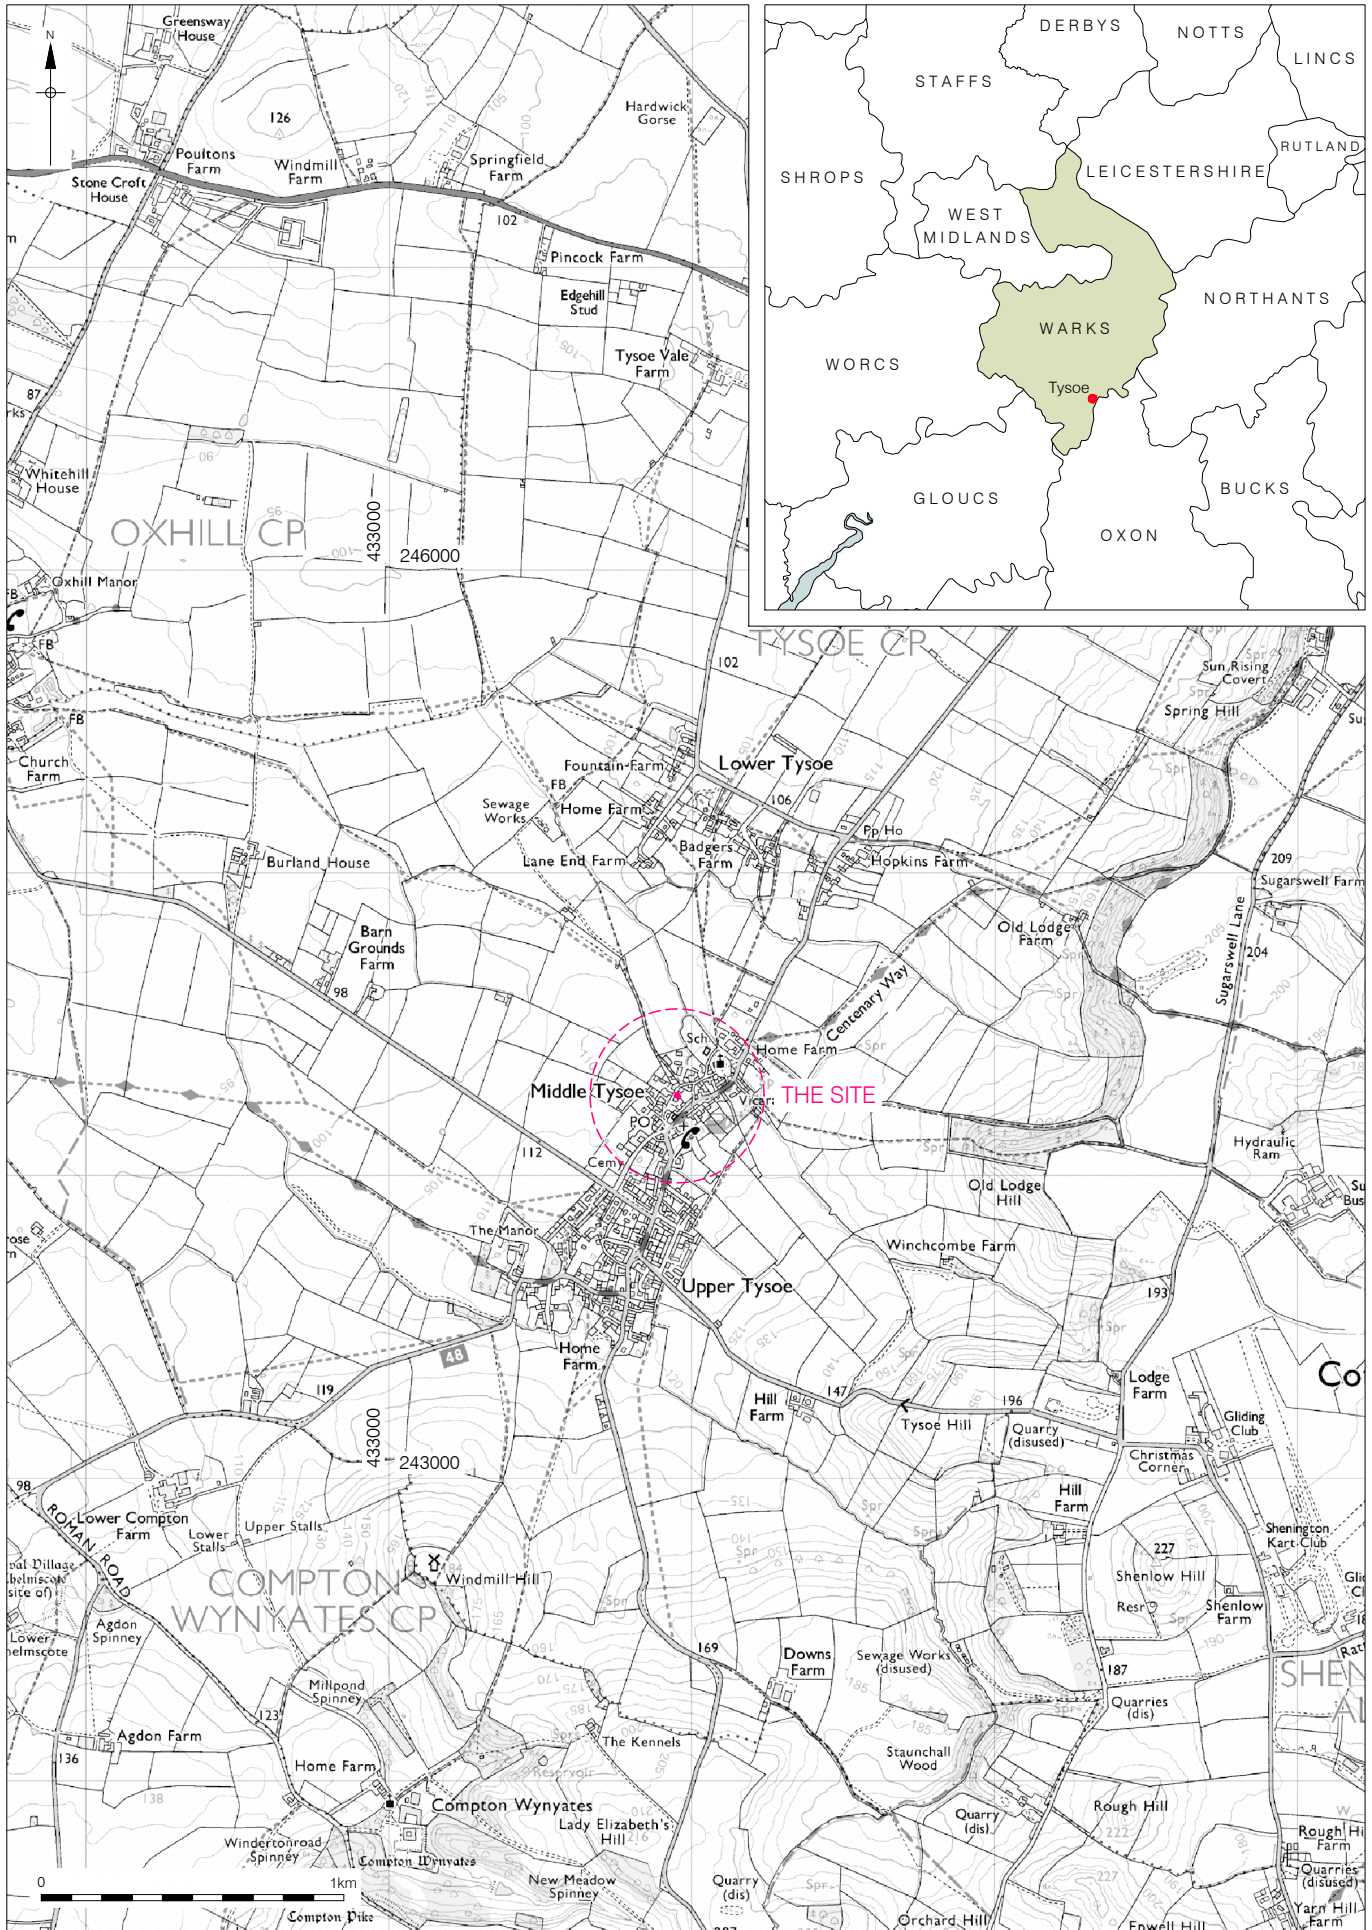 Greensway
House
N
126
Hardwick
Gorse
Poultons
Farm
Windmill
Farm
Springfield
Farm
Stone Croft
House
102
Pincock Farm
Edgehill
Stud
Tysoe Vale
Farm
87
Whitehill
House
OXHILL CP
433000
246000
Oxhill Manor
FB
FB
FB
Church
Farm
DERBYS
NOTTS
LINCS
STAFFS
RUTLAND
SHROPS
LEICESTERSHIRE
WEST
MIDLANDS
NORTHANTS
WARKS
WORCS
Tysoe
GLOUCS
BUCKS
OXON
TYSOE CP
102
Sun Rising
Covert
Spring Hill
Fountain Farm
Lower Tysoe
FB
Sewage
Works
Home Farm
106
Pp Ho
Badgers
Farm
Lane End Farm
Hopkins Farm
Burland House
209
Sugarswell Farm
Barn
Grounds
Farm
98
Old Lodge
Farm
Sugarswell Lane
204
Centenary Way
Sch
Home Farm
Middle Tysoe
THE SITE
PO
112
Cemy
Hydraulic
Ram
Old Lodge
Hill
The Manor
Winchcombe Farm
Upper Tysoe
193
Home
Farm
48
119
Lodge
Farm
147
Hill
Farm
196
Tysoe Hill
Quarry
(disused)
Gliding
Club
Christmas
Corner
433000
243000
98
ROMAN ROAD
Lower Compton
Farm
Lower
Stalls
Upper Stalls
Hill
Farm
Shenington
Kart Club
227
Shenlow Hill
Windmill Hill
COMPTON
WYNYATES CP
Resr
Shenlow
Farm
Agdon
Spinney
169
Downs
Farm
Sewage Works
(disused)
187
Millpond
Spinney
Quarries
(dis)
123
Agdon Farm
136
The Kennels
Staunchall
Wood
Home Farm
Reservoir
138
Compton Wynyates
Lady Elizabeth's
Hill
Quarry
(dis)
Rough Hill
222
Windertonroad
Spinney
Compton Wynyates
New Meadow
Spinney
Rough Hi
Farm
Quarries
(disused)
227
0
1km
Quarry
(dis)
Compton Pike
Orchard Hill
Epwell Hill
Yarn Hill
Farm